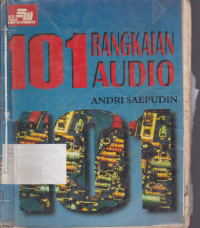 101 RANGKAIAN
AUDIO
ANDRI SAEPUDIN
101